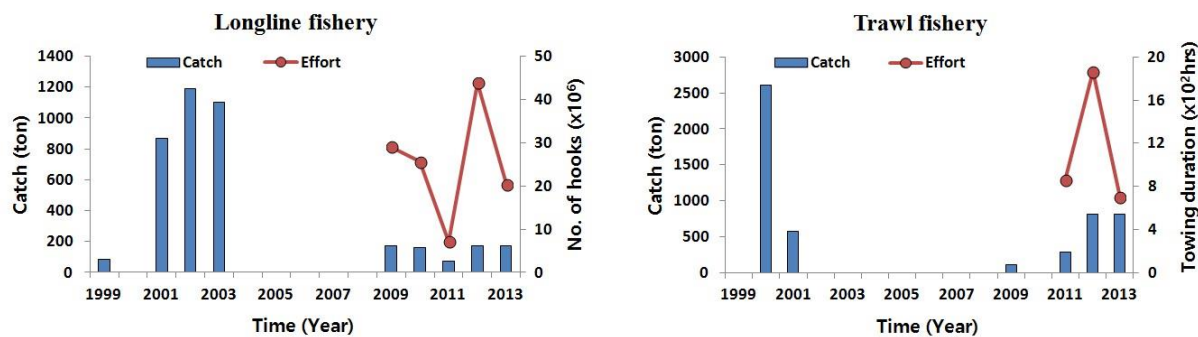 Longline fishery
Catch Effort
1400
1200
1000
800
600
400
200
0
Catch (ton)
50
40
30
20
10
0
No. of hooks (x10⁶)
1999 2001 2003 2005 2007 2009 2011 2013
Time (Year)
Trawl fishery
Catch Effort
3000
2500
2000
1500
1000
500
0
Catch (ton)
20
16
12
8
4
0
Towing duration (x10²hrs)
1999 2001 2003 2005 2007 2009 2011 2013
Time (Year)